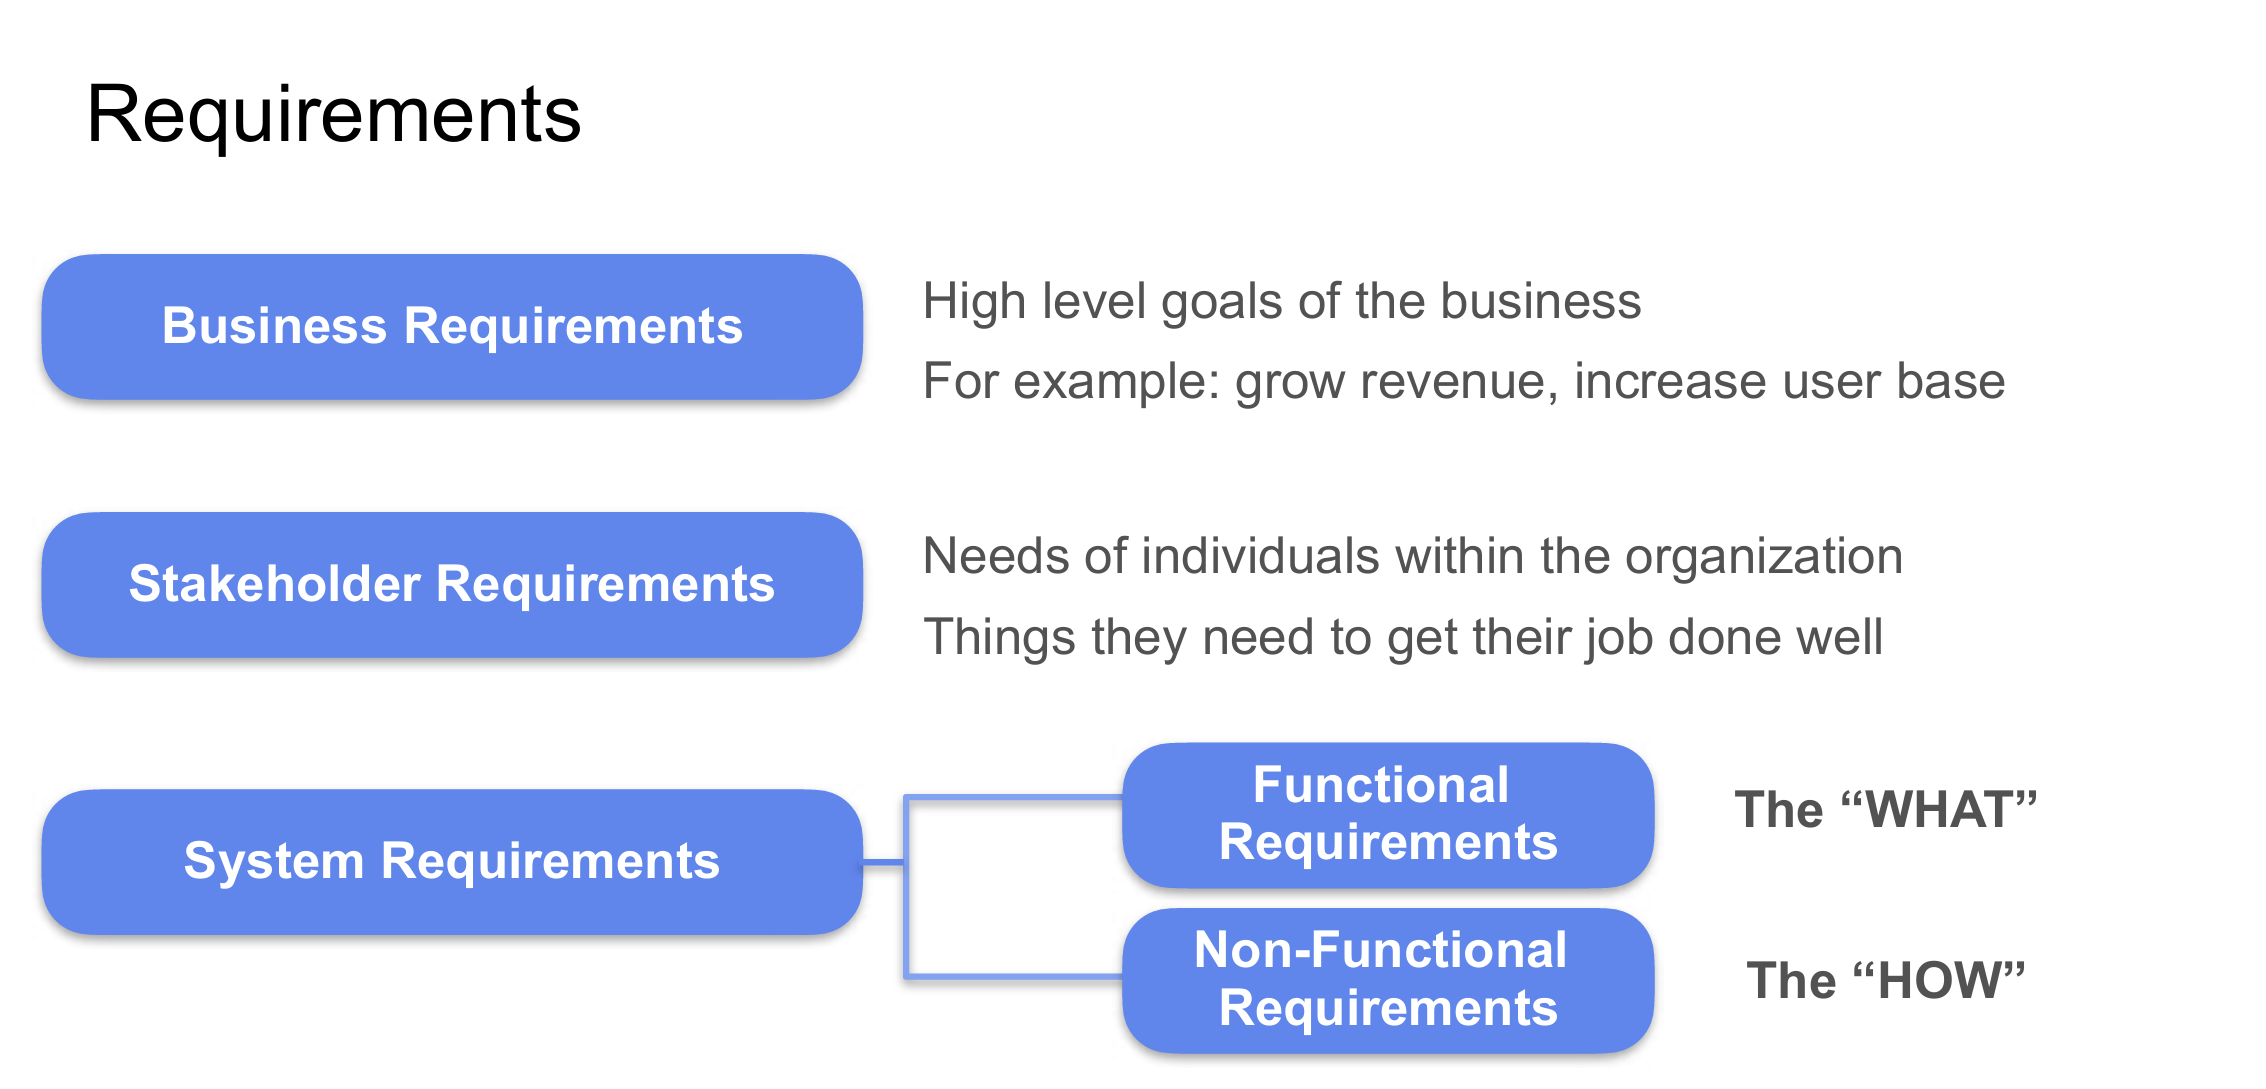 Requirements
Business Requirements
High level goals of the business
For example: grow revenue, increase user base
Stakeholder Requirements
Needs of individuals within the organization
Things they need to get their job done well
System Requirements
Functional
Requirements
The “WHAT”
Non-Functional
Requirements
The “HOW”